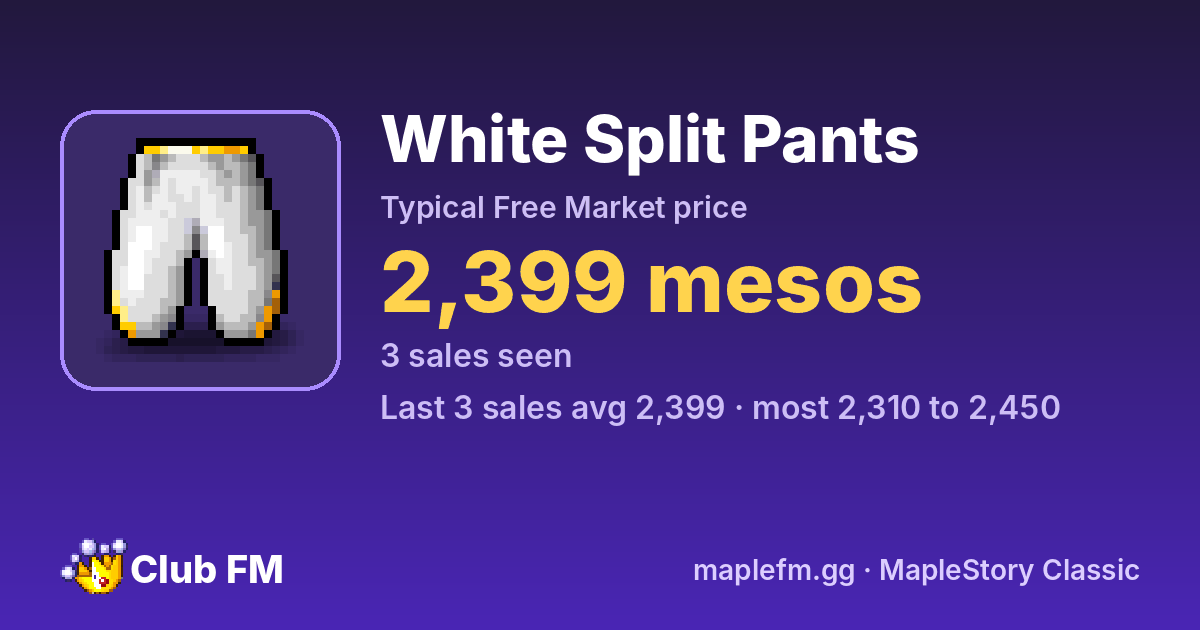 White Split Pants
Typical Free Market price
2,399 mesos
3 sales seen
Last 3 sales avg 2,399 · most 2,310 to 2,450
Club FM
maplefm.gg · MapleStory Classic